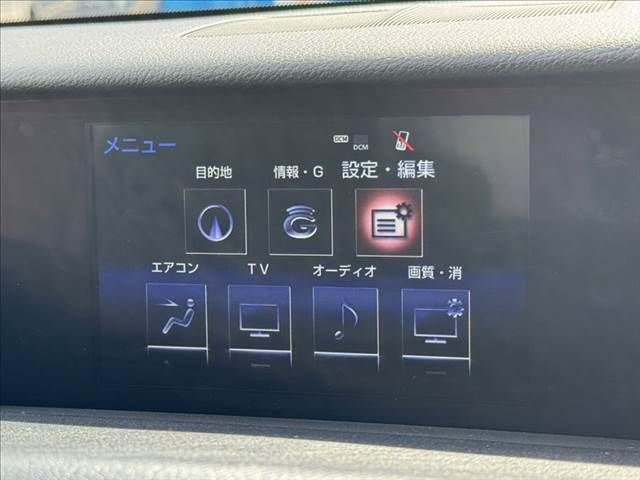 メニュー
DCM
DCM
目的地
情報・G
設定・編集
G
エアコン
TV
オーディオ
画質・消